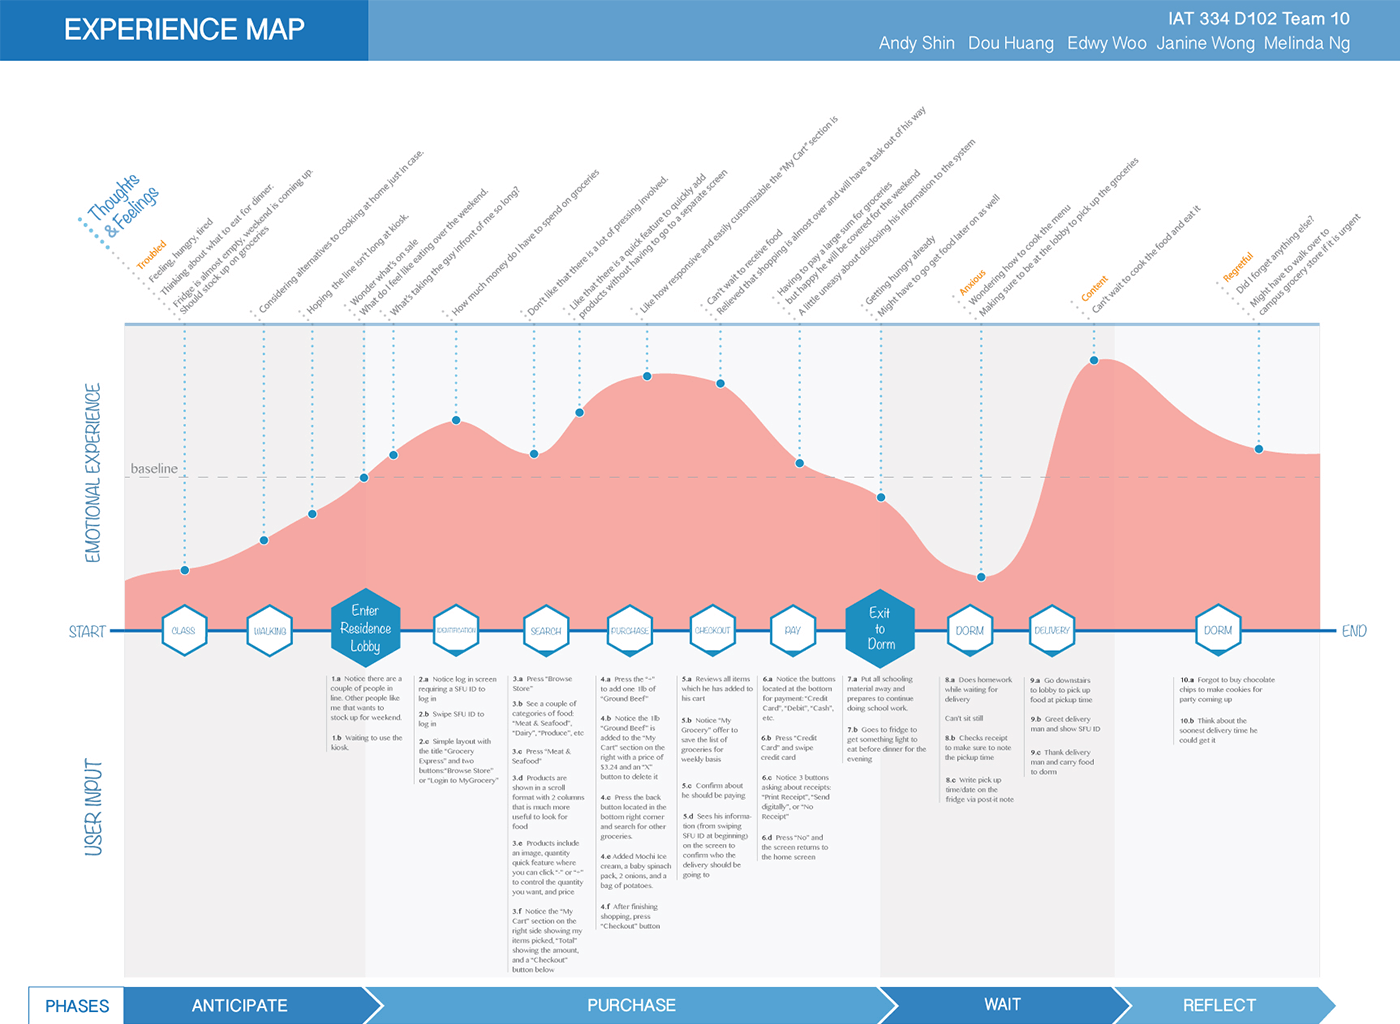 EXPERIENCE MAP
IAT 334 D102 Team 10
Andy Shin Dou Huang Edwy Woo Janine Wong Melinda Ng
Thoughts
& Feelings
Troubled
Feeling, hungry, tired
Thinking about what to eat for dinner.
Fridge is almost empty, weekend is coming up.
Should stock up on groceries
Considering alternatives to cooking at home just in case.
Hoping the line isn't long at kiosk.
Wonder what's on sale
What do I feel like eating over the weekend.
What's taking the guy infront of me so long?
How much money do I have to spend on groceries
Don't like that there is a lot of pressing involved.
Like that there is a quick feature to quickly add
products without having to go to a separate screen
Like how responsive and easily customizable the "My Cart" section is
Can't wait to receive food
Relieved that shopping is almost over and will have a task out of his way
Having to pay a large sum for groceries
but happy he will be covered for the weekend
A little uneasy about disclosing his information to the system
Getting hungry already
Might have to go get food later on as well
Anxious
Wondering how to cook the menu
Making sure to be at the lobby to pick up the groceries
Content
Can't wait to cook the food and eat it
Regretful
Did I forget anything else?
Might have to walk over to
campus grocery store if it is urgent
EMOTIONAL EXPERIENCE
baseline
START
CLASS
WALKING
Enter
Residence
Lobby
IDENTIFICATION
SEARCH
PURCHASE
CHECKOUT
PAY
Exit
to
Dorm
DORM
DELIVERY
DORM
END
USER INPUT
1.a Notice there are a
couple of people in
line. Other people like
me that wants to
stock up for weekend.
1.b Waiting to use the
kiosk.
2.a Notice log in screen
requiring a SFU ID to
log in
2.b Swipe SFU ID to
log in
2.c Simple layout with
the title "Grocery
Express" and two
buttons:"Browse Store"
or "Login to MyGrocery"
3.a Press "Browse
Store"
3.b See a couple of
categories of food:
"Meat & Seafood",
"Dairy", "Produce", etc
3.c Press "Meat &
Seafood"
3.d Products are
shown in a scroll
format with 2 columns
that is much more
useful to look for
food
3.e Products include
an image, quantity
quick feature where
you can click "-" or "+"
to control the quantity
you want, and price
3.f Notice the "My
Cart" section on the
right side showing my
items picked, "Total"
showing the amount,
and a "Checkout"
button below
4.a Press the "+"
to add one 1lb of
"Ground Beef"
4.b Notice the 1lb
"Ground Beef" is
added to the "My
Cart" section on the
right with a price of
$3.24 and an "X"
button to delete it
4.c Press the back
button located in the
bottom right corner
and search for other
groceries.
4.e Added Mochi Ice
cream, a baby spinach
pack, 2 onions, and a
bag of potatoes.
4.f After finishing
shopping, press
"Checkout" button
5.a Reviews all items
which he has added to
his cart
5.b Notice "My
Grocery" offer to
save the list of
groceries for
weekly basis
5.c Confirm about
he should be paying
5.d Sees his informa-
tion (from swiping
SFU ID at beginning)
on the screen to
confirm who the
delivery should be
going to
6.a Notice the buttons
located at the bottom
for payment: "Credit
Card", "Debit", "Cash",
etc.
6.b Press "Credit
Card" and swipe
credit card
6.c Notice 3 buttons
asking about receipts:
"Print Receipt", "Send
digitally", or "No
Receipt"
6.d Press "No" and
the screen returns to
the home screen
7.a Put all schooling
material away and
prepares to continue
doing school work.
7.b Goes to fridge to
get something light to
eat before dinner for the
evening
8.a Does homework
while waiting for
delivery
Can't sit still
8.b Checks receipt
to make sure to note
the pickup time
8.c Write pick up
time/date on the
fridge via post-it note
9.a Go downstairs
to lobby to pick up
food at pickup time
9.b Greet delivery
man and show SFU ID
9.c Thank delivery
man and carry food
to dorm
10.a Forgot to buy chocolate
chips to make cookies for
party coming up
10.b Think about the
soonest delivery time he
could get it
PHASES
ANTICIPATE
PURCHASE
WAIT
REFLECT